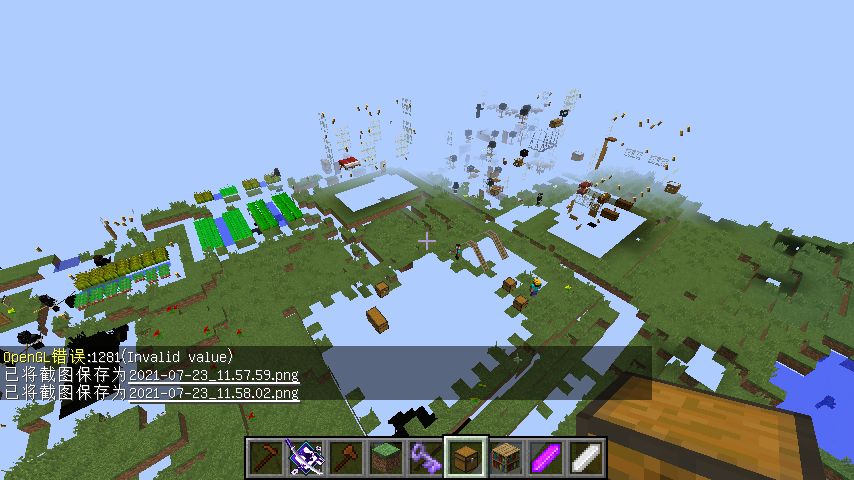 OpenGL错误:1281(Invalid value)
已将截图保存为2021-07-23_11.57.59.png
已将截图保存为2021-07-23_11.58.02.png